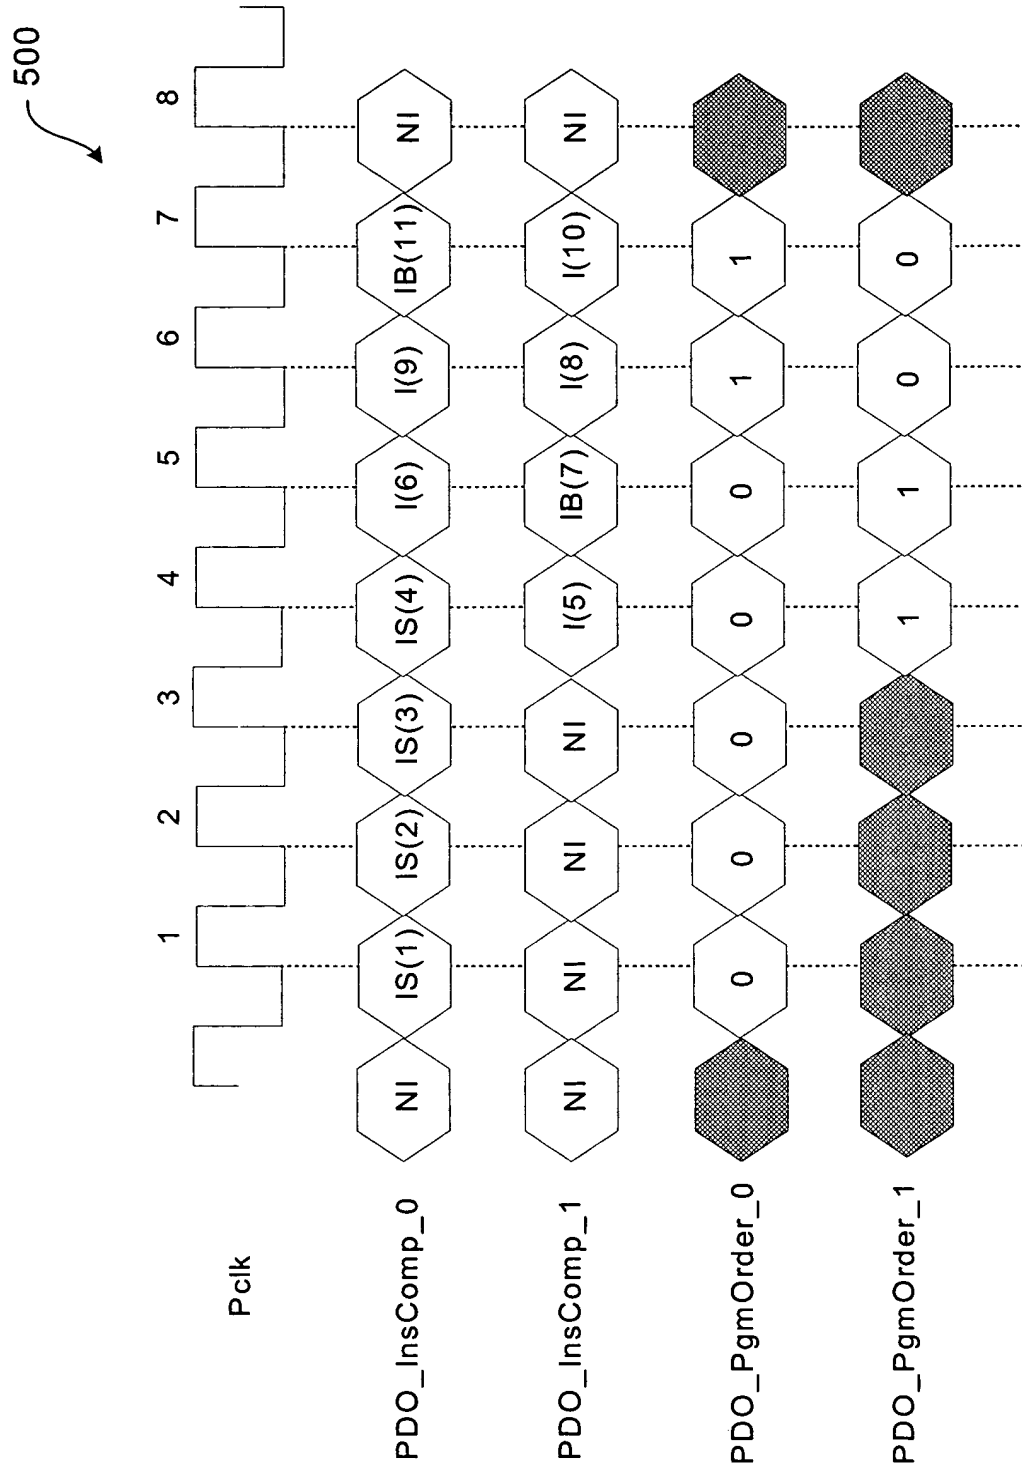 500
1 2 3 4 5 6 7 8
Pclk
PDO_InsComp_0 NI IS(1) IS(2) IS(3) IS(4) I(6) I(9) IB(11) NI
PDO_InsComp_1 NI NI NI NI I(5) IB(7) I(8) I(10) NI
PDO_PgmOrder_0 0 0 0 0 0 1 1
PDO_PgmOrder_1 1 1 0 0